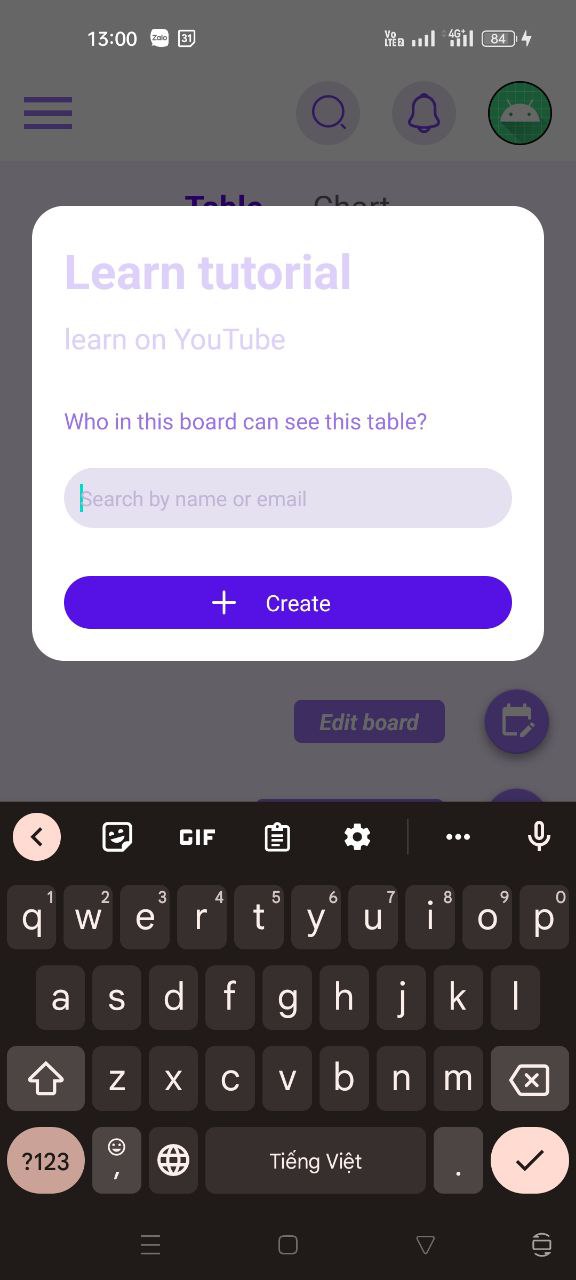 13:00 Zalo 31 Vo LTE2 4G+ 84
Table Chart
Learn tutorial
learn on YouTube
Who in this board can see this table?
Search by name or email
Create
Edit board
GIF
q1 w2 e3 r4 t5 y6 u7 i8 o9 p0
a s d f g h j k l
z x c v b n m
?123 , Tiếng Việt .